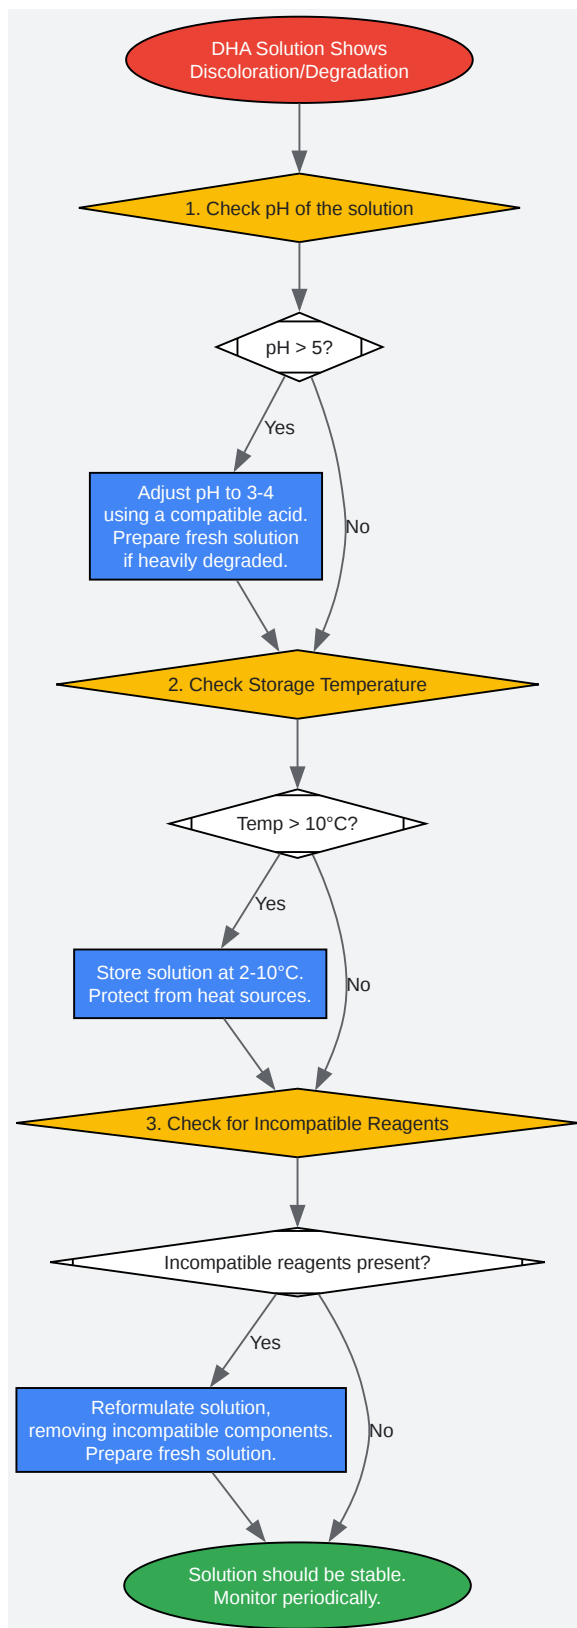 DHA Solution Shows
Discoloration/Degradation
1. Check pH of the solution
pH > 5?
Yes
Adjust pH to 3-4
using a compatible acid.
Prepare fresh solution
if heavily degraded.
No
2. Check Storage Temperature
Temp > 10°C?
Yes
Store solution at 2-10°C.
Protect from heat sources.
No
3. Check for Incompatible Reagents
Incompatible reagents present?
Yes
Reformulate solution,
removing incompatible components.
Prepare fresh solution.
No
Solution should be stable.
Monitor periodically.